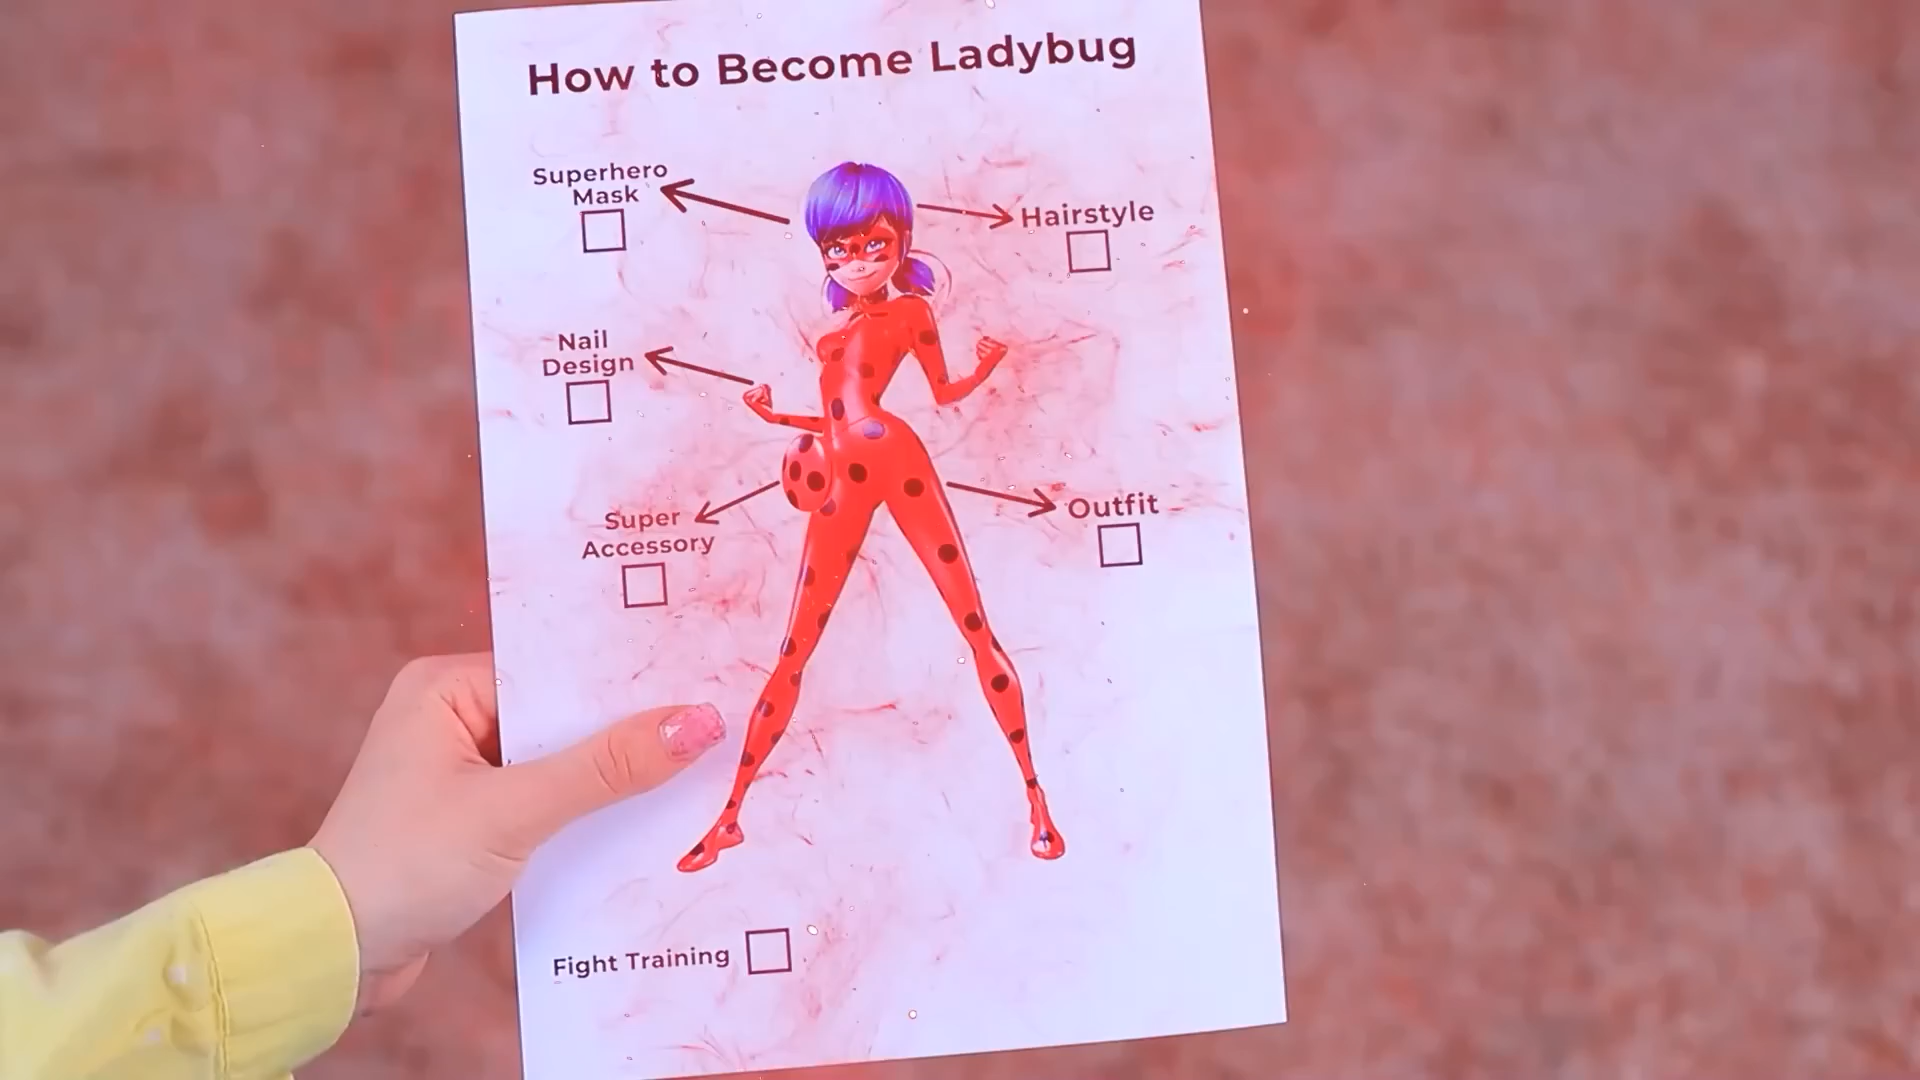 How to Become Ladybug
Superhero
Mask
Hairstyle
Nail
Design
Super
Accessory
Outfit
Fight Training